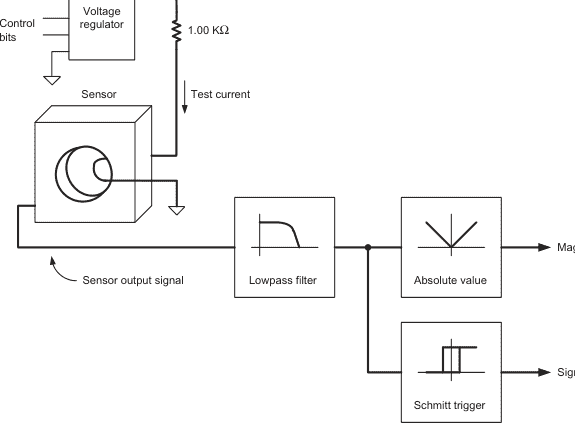 Voltage
regulator
Control
bits
1.00 KΩ
Sensor
Test current
Sensor output signal
Lowpass filter
Absolute value
Schmitt trigger